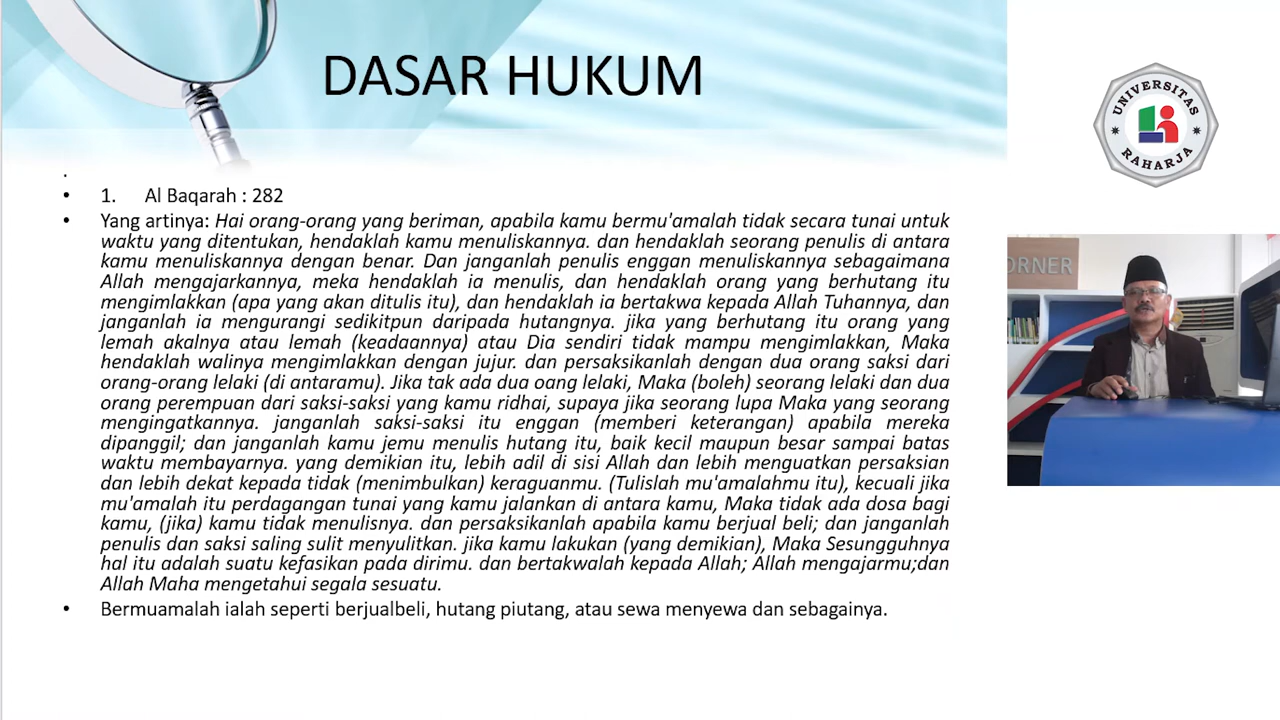 DASAR HUKUM
.
• 1. Al Baqarah : 282
• Yang artinya: Hai orang-orang yang beriman, apabila kamu bermu'amalah tidak secara tunai untuk
waktu yang ditentukan, hendaklah kamu menuliskannya. dan hendaklah seorang penulis di antara
kamu menuliskannya dengan benar. Dan janganlah penulis enggan menuliskannya sebagaimana
Allah mengajarkannya, meka hendaklah ia menulis, dan hendaklah orang yang berhutang itu
mengimlakkan (apa yang akan ditulis itu), dan hendaklah ia bertakwa kepada Allah Tuhannya, dan
janganlah ia mengurangi sedikitpun daripada hutangnya. jika yang berhutang itu orang yang
lemah akalnya atau lemah (keadaannya) atau Dia sendiri tidak mampu mengimlakkan, Maka
hendaklah walinya mengimlakkan dengan jujur. dan persaksikanlah dengan dua orang saksi dari
orang-orang lelaki (di antaramu). Jika tak ada dua oang lelaki, Maka (boleh) seorang lelaki dan dua
orang perempuan dari saksi-saksi yang kamu ridhai, supaya jika seorang lupa Maka yang seorang
mengingatkannya. janganlah saksi-saksi itu enggan (memberi keterangan) apabila mereka
dipanggil; dan janganlah kamu jemu menulis hutang itu, baik kecil maupun besar sampai batas
waktu membayarnya. yang demikian itu, lebih adil di sisi Allah dan lebih menguatkan persaksian
dan lebih dekat kepada tidak (menimbulkan) keraguanmu. (Tulislah mu'amalahmu itu), kecuali jika
mu'amalah itu perdagangan tunai yang kamu jalankan di antara kamu, Maka tidak ada dosa bagi
kamu, (jika) kamu tidak menulisnya. dan persaksikanlah apabila kamu berjual beli; dan janganlah
penulis dan saksi saling sulit menyulitkan. jika kamu lakukan (yang demikian), Maka Sesungguhnya
hal itu adalah suatu kefasikan pada dirimu. dan bertakwalah kepada Allah; Allah mengajarmu;dan
Allah Maha mengetahui segala sesuatu.
• Bermuamalah ialah seperti berjualbeli, hutang piutang, atau sewa menyewa dan sebagainya.
UNIVERSITAS
RAHARJA
ORNER